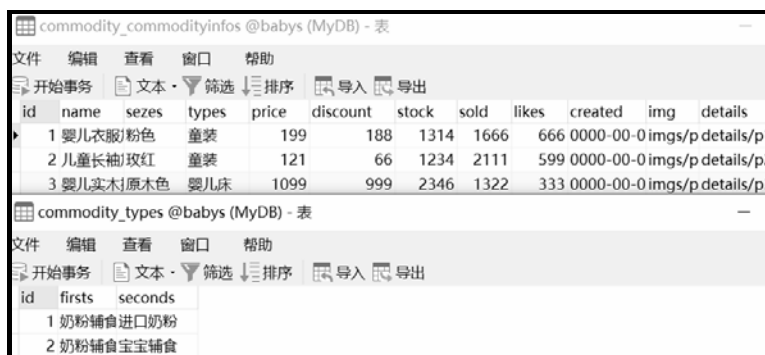 commodity_commodityinfos @babys (MyDB) - 表
文件 编辑 查看 窗口 帮助
开始事务 文本 · 筛选 排序 导入 导出
id name sezes types price discount stock sold likes created img details
1 婴儿衣服 粉色 童装 199 188 1314 1666 666 0000-00-0 imgs/p details/p
2 儿童长袖 玫红 童装 121 66 1234 2111 599 0000-00-0 imgs/p details/p
3 婴儿实木 原木色 婴儿床 1099 999 2346 1322 333 0000-00-0 imgs/p details/p
commodity_types @babys (MyDB) - 表
文件 编辑 查看 窗口 帮助
开始事务 文本 · 筛选 排序 导入 导出
id firsts seconds
1 奶粉辅食 进口奶粉
2 奶粉辅食 宝宝辅食